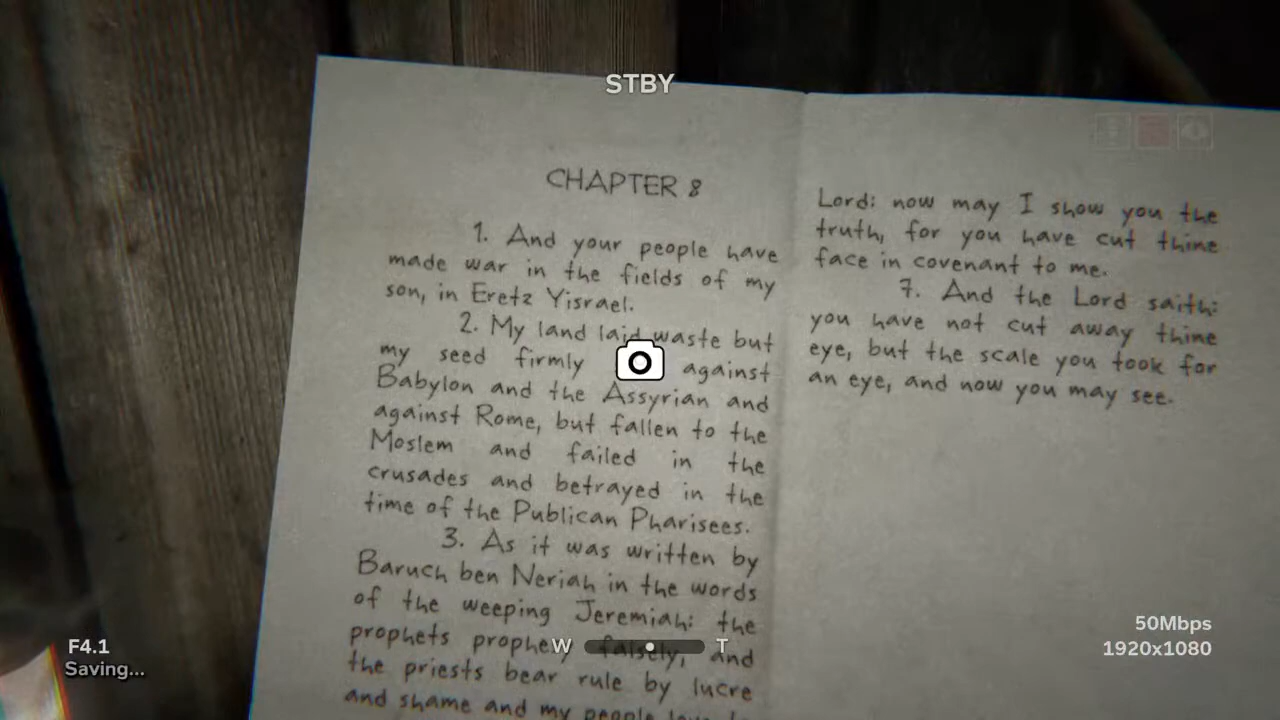 STBY
CHAPTER 8
1. And your people have
made war in the fields of my
son, in Eretz Yisrael.
2. My land laid waste but
my seed firmly against
Babylon and the Assyrian and
against Rome, but fallen to the
Moslem and failed in the
crusades and betrayed in the
time of the Publican Pharisees.
3. As it was written by
Baruch ben Neriah in the words
of the weeping Jeremiah: the
prophets prophecy falsely, and
the priests bear rule by lucre
and shame and my people love to
Lord: now may I show you the
truth, for you have cut thine
face in covenant to me.
7. And the Lord saith:
you have not cut away thine
eye, but the scale you took for
an eye, and now you may see.
F4.1
Saving...
W T
50Mbps
1920x1080